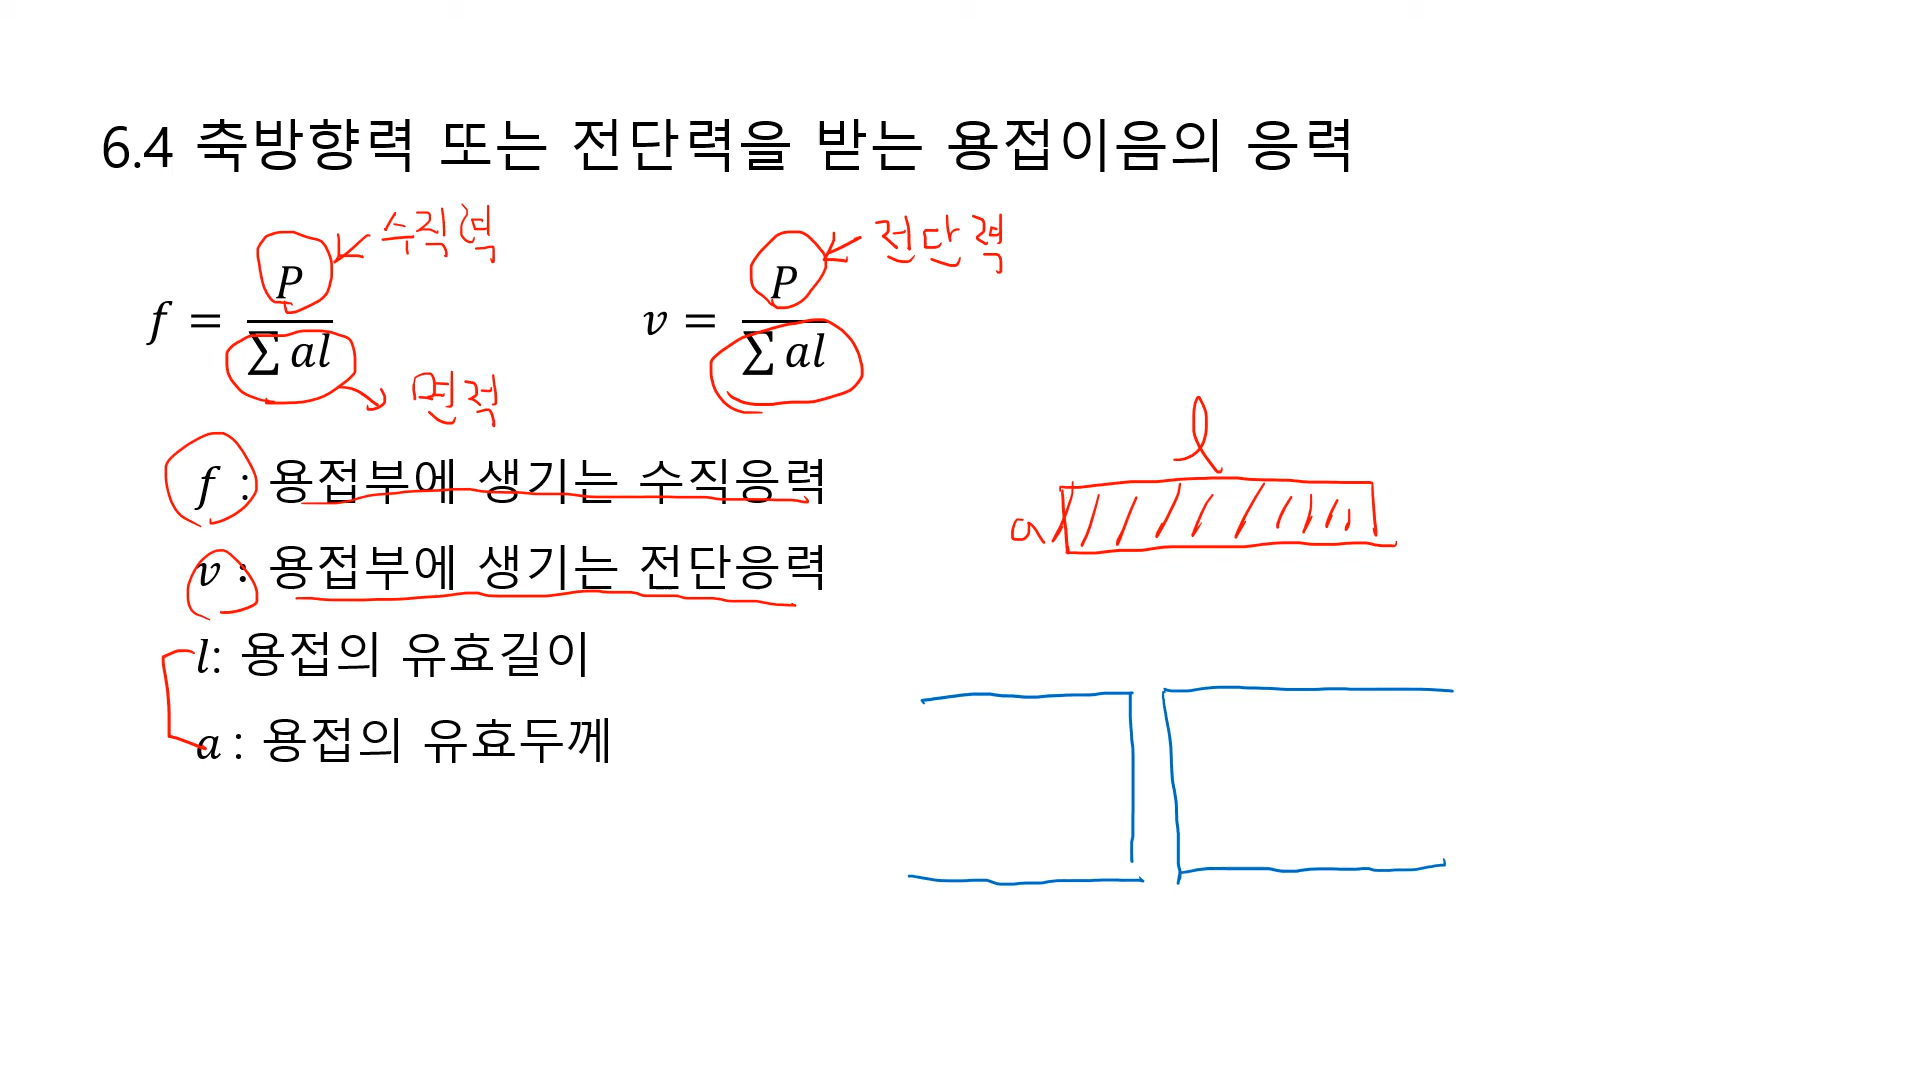 6.4 축방향력 또는 전단력을 받는 용접이음의 응력
수직력
전단력
f = P / ∑ al
v = P / ∑ al
면적
f : 용접부에 생기는 수직응력
v : 용접부에 생기는 전단응력
l: 용접의 유효길이
a : 용접의 유효두께
l
a